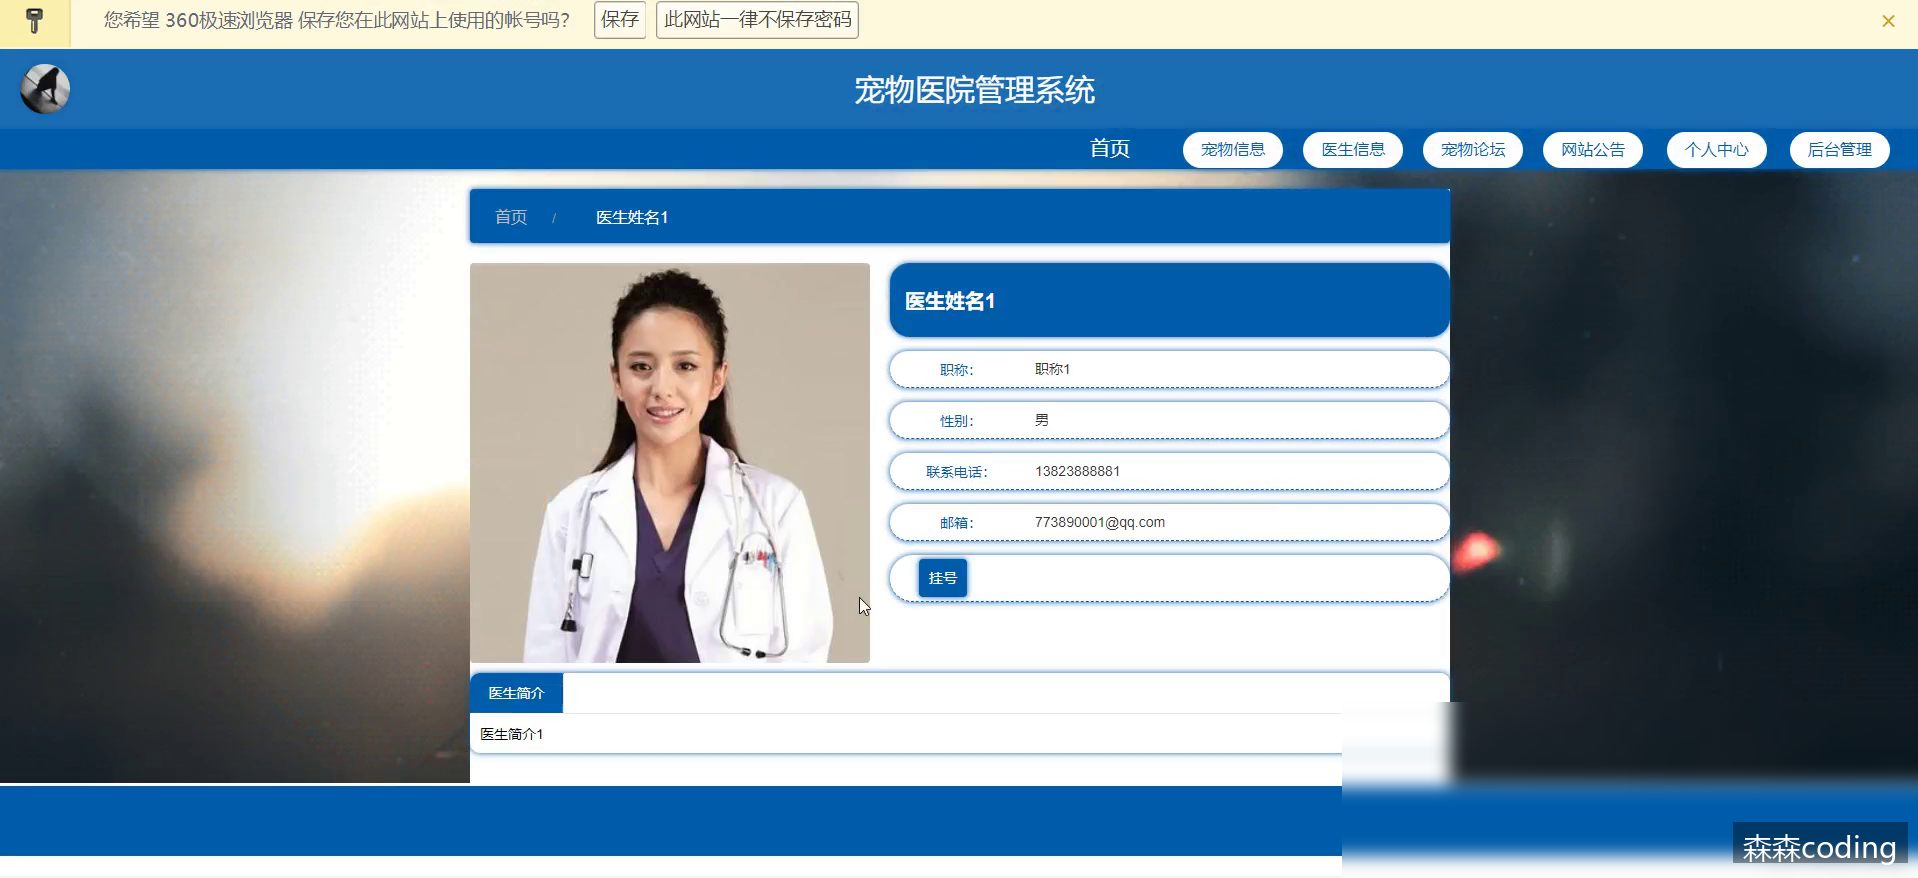 您希望 360极速浏览器 保存您在此网站上使用的帐号吗？ 保存 此网站一律不保存密码
宠物医院管理系统
首页 宠物信息 医生信息 宠物论坛 网站公告 个人中心 后台管理
首页 / 医生姓名1
医生姓名1
职称： 职称1
性别： 男
联系电话： 13823888881
邮箱： 773890001@qq.com
挂号
医生简介
医生简介1
森森coding